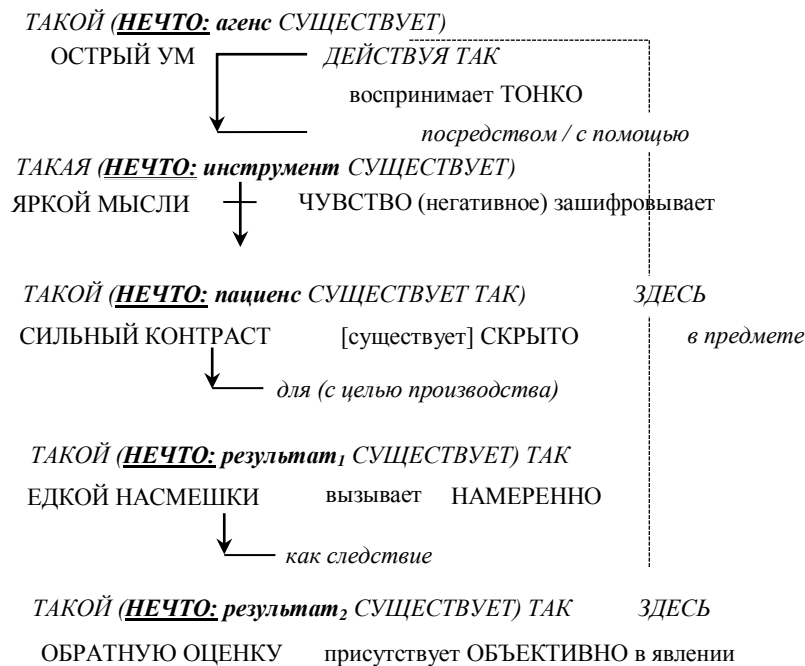 ТАКОЙ (НЕЧТО: агенс СУЩЕСТВУЕТ)
ОСТРЫЙ УМ ДЕЙСТВУЯ ТАК
воспринимает ТОНКО
посредством / с помощью
ТАКАЯ (НЕЧТО: инструмент СУЩЕСТВУЕТ)
ЯРКОЙ МЫСЛИ ЧУВСТВО (негативное) зашифровывает
ТАКОЙ (НЕЧТО: пациенс СУЩЕСТВУЕТ ТАК) ЗДЕСЬ
СИЛЬНЫЙ КОНТРАСТ [существует] СКРЫТО в предмете
для (с целью производства)
ТАКОЙ (НЕЧТО: результат1 СУЩЕСТВУЕТ) ТАК
ЕДКОЙ НАСМЕШКИ вызывает НАМЕРЕННО
как следствие
ТАКОЙ (НЕЧТО: результат2 СУЩЕСТВУЕТ) ТАК ЗДЕСЬ
ОБРАТНУЮ ОЦЕНКУ присутствует ОБЪЕКТИВНО в явлении